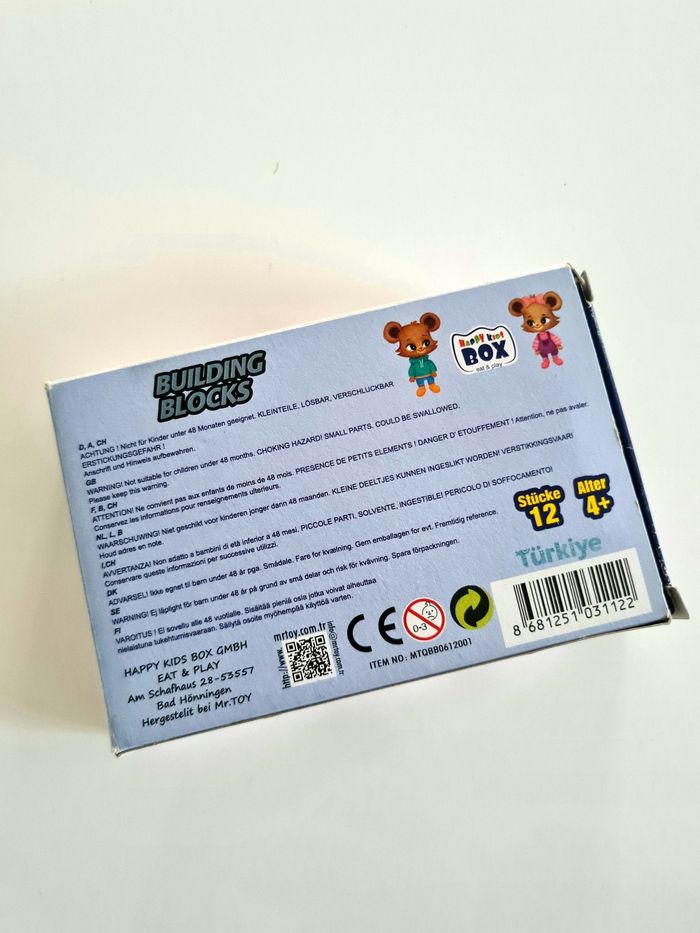 BUILDING
BLOCKS
HAPPY KIDS
BOX
eat & play
D, A, CH
ACHTUNG ! Nicht für Kinder unter 48 Monaten geeignet. KLEINTEILE, LÖSBAR, VERSCHLUCKBAR
ERSTICKUNGSGEFAHR !
Anschrift und Hinweis aufbewahren.
GB
WARNING! Not suitable for children under 48 months. CHOKING HAZARD! SMALL PARTS. COULD BE SWALLOWED.
Please keep this warning.
F, B, CH
ATTENTION! Ne convient pas aux enfants de moins de 48 mois. PRESENCE DE PETITS ELEMENTS ! DANGER D' ETOUFFEMENT ! Attention, ne pas avaler.
Conservez les informations pour renseignements ulterieurs.
NL, L, B
WAARSCHUWING! Niet geschikt voor kinderen jonger dann 48 maanden. KLEINE DEELTJES KUNNEN INGESLIKT WORDEN! VERSTIKKINGSVAAR!
Houd adres en note.
I,CH
AVVERTANZA! Non adatto a bambini di età inferior a 48 mesi. PICCOLE PARTI, SOLVENTE, INGESTIBLE! PERICOLO DI SOFFOCAMENTO!
Conservare queste informazioni per successive utilizzi.
DK
ADVARSEL! Ikke egnet til børn under 48 år pga. Smådale. Fare for kvælning. Gem emballagen for evt. Fremtidig reference.
SE
WARNING! Ej läplight för barn under 48 år på grund av små delar och risk för kvävning. Spara förpackningen.
FI
VAROITUS ! Ei sovellu alle 48 vuolialle. Sisäitää pieniä osia jotka voivat aiheuttaa
nielaistuna tukehtumisvaaraan. Säilytä osoite myöhempää käyttöä varten.
Stücke
12
Alter
4+
Türkiye
HAPPY KIDS BOX GMBH
EAT & PLAY
Am Schafhaus 28-53557
Bad Hönningen
Hergestelit bei Mr.TOY
mrtoy.com.tr
http://www.
info@mrtoy.com.tr
CE
0-3
ITEM NO: MTQBB0612001
8 681251 031122